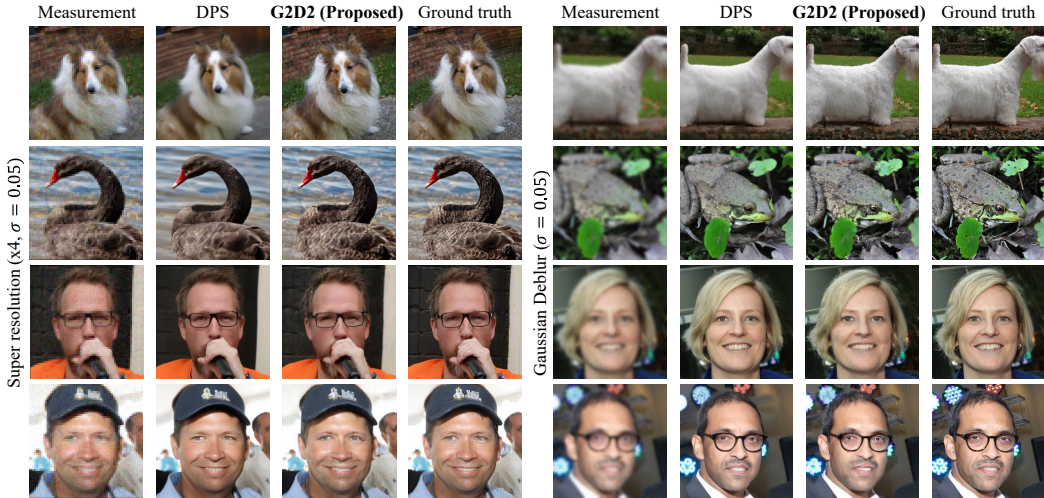 Measurement DPS G2D2 (Proposed) Ground truth
Super resolution (x4, σ = 0.05)
Measurement DPS G2D2 (Proposed) Ground truth
Gaussian Deblur (σ = 0.05)